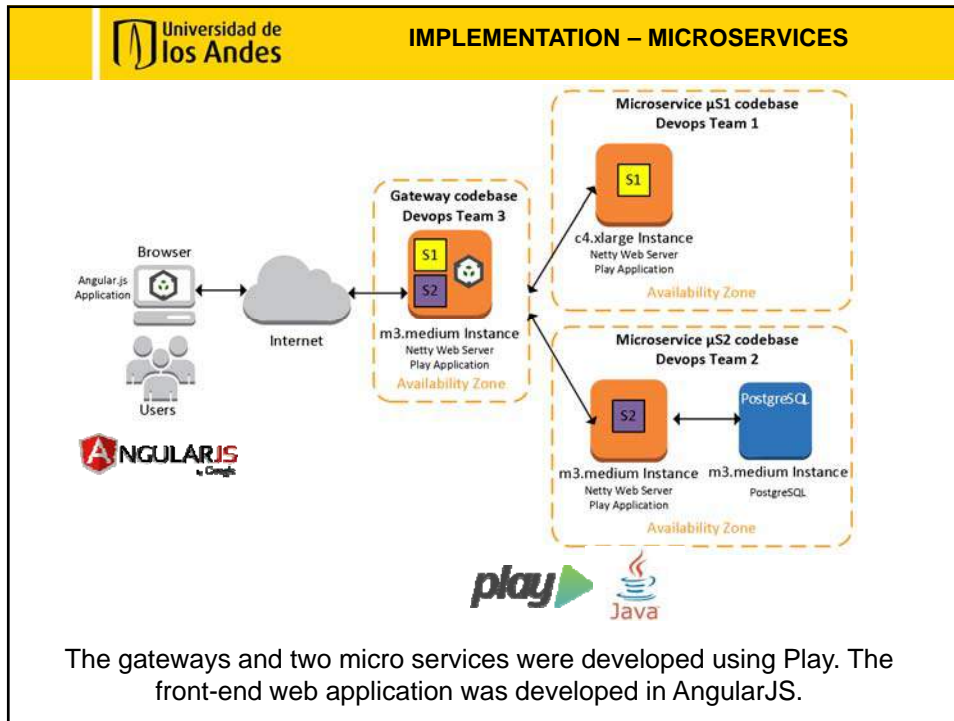 Universidad de
los Andes
IMPLEMENTATION – MICROSERVICES
Microservice µS1 codebase
Devops Team 1
S1
c4.xlarge Instance
Netty Web Server
Play Application
Availability Zone
Gateway codebase
Devops Team 3
S1
S2
m3.medium Instance
Netty Web Server
Play Application
Availability Zone
Browser
Angular.js
Application
Internet
Users
ANGULARJS
by Google
Microservice µS2 codebase
Devops Team 2
S2
PostgreSQL
m3.medium Instance
Netty Web Server
Play Application
m3.medium Instance
PostgreSQL
Availability Zone
play
Java
The gateways and two micro services were developed using Play. The
front-end web application was developed in AngularJS.